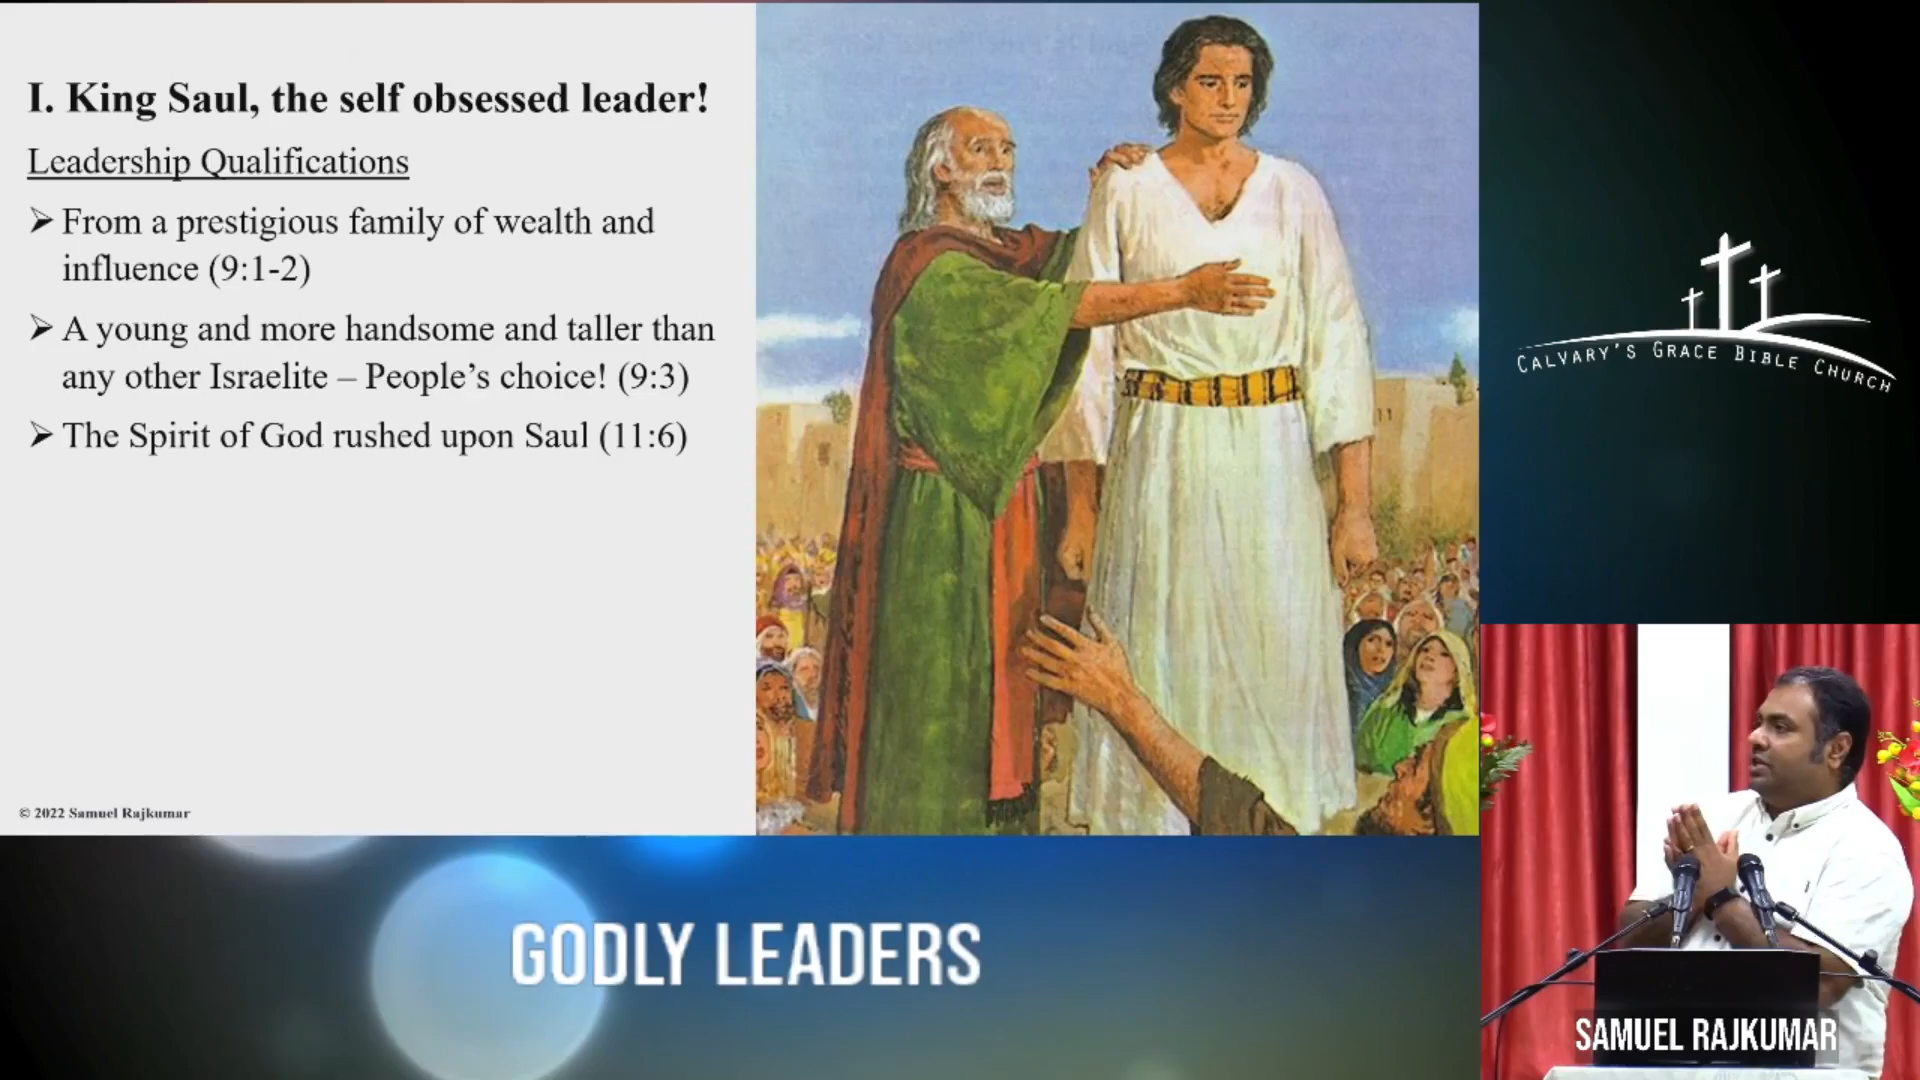 I. King Saul, the self obsessed leader!
Leadership Qualifications
➢ From a prestigious family of wealth and
influence (9:1-2)
➢ A young and more handsome and taller than
any other Israelite – People’s choice! (9:3)
➢ The Spirit of God rushed upon Saul (11:6)
© 2022 Samuel Rajkumar
CALVARY'S GRACE BIBLE CHURCH
GODLY LEADERS
SAMUEL RAJKUMAR